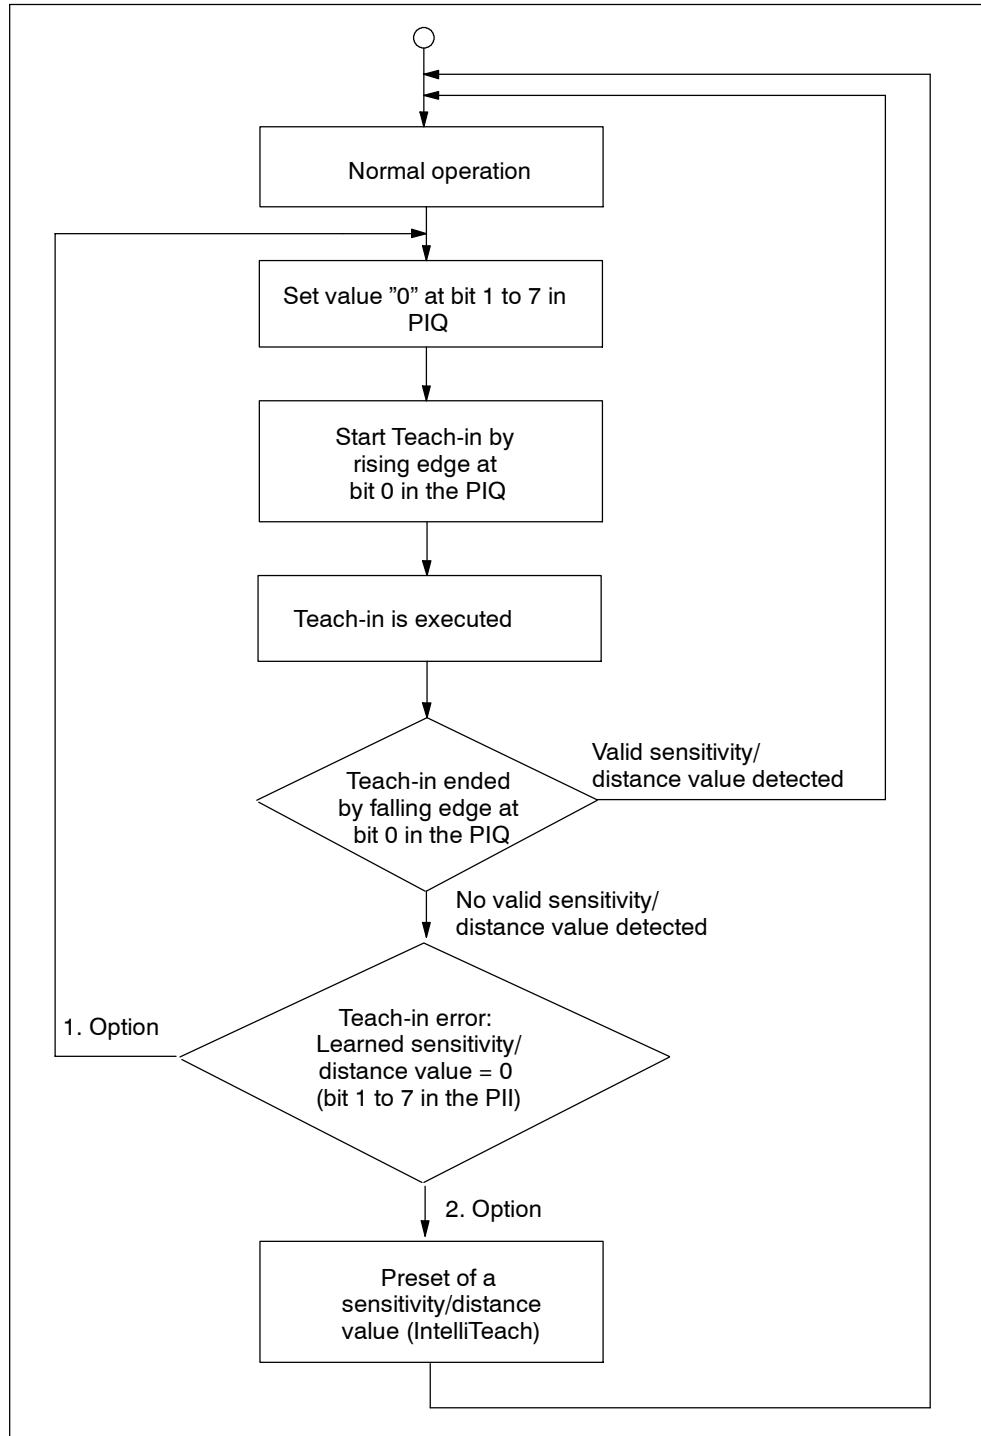 Normal operation
Set value ”0” at bit 1 to 7 in
PIQ
Start Teach-in by
rising edge at
bit 0 in the PIQ
Teach-in is executed
Valid sensitivity/
distance value detected
Teach-in ended
by falling edge at
bit 0 in the PIQ
No valid sensitivity/
distance value detected
1. Option
Teach-in error:
Learned sensitivity/
distance value = 0
(bit 1 to 7 in the PII)
2. Option
Preset of a
sensitivity/distance
value (IntelliTeach)